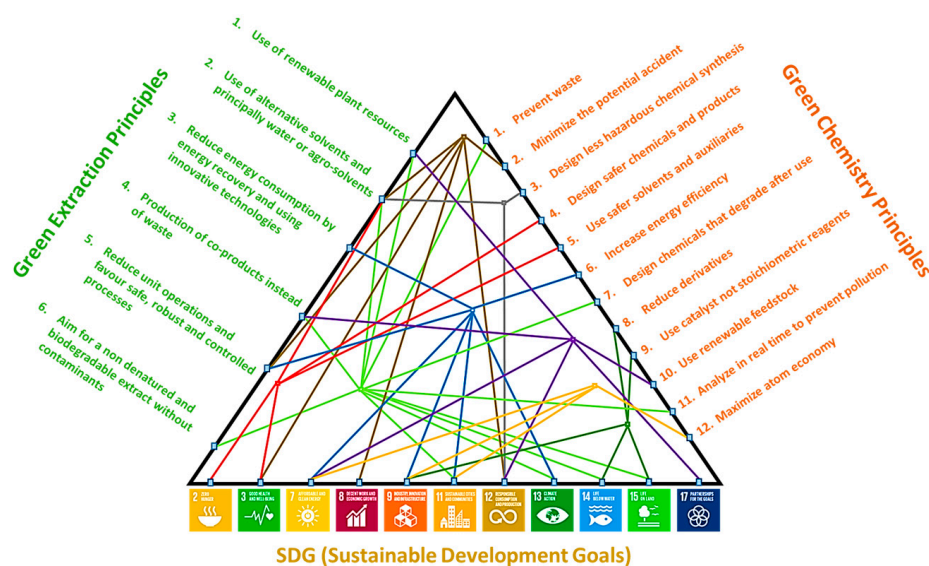 Green Extraction Principles
1. Use of renewable plant resources
2. Use of alternative solvents and
principally water or agro-solvents
3. Reduce energy consumption by
energy recovery and using
innovative technologies
4. Production of co-products instead
of waste
5. Reduce unit operations and
favour safe, robust and controlled
processes
6. Aim for a non denatured and
biodegradable extract without
contaminants
Green Chemistry Principles
1. Prevent waste
2. Minimize the potential accident
3. Design less hazardous chemical synthesis
4. Design safer chemicals and products
5. Use safer solvents and auxiliaries
6. Increase energy efficiency
7. Design chemicals that degrade after use
8. Reduce derivatives
9. Use catalyst not stoichiometric reagents
10. Use renewable feedstock
11. Analyze in real time to prevent pollution
12. Maximize atom economy
2 ZERO
HUNGER
3 GOOD HEALTH
AND WELL-BEING
7 AFFORDABLE AND
CLEAN ENERGY
8 DECENT WORK AND
ECONOMIC GROWTH
9 INDUSTRY, INNOVATION
AND INFRASTRUCTURE
11 SUSTAINABLE CITIES
AND COMMUNITIES
12 RESPONSIBLE
CONSUMPTION
AND PRODUCTION
13 CLIMATE
ACTION
14 LIFE
BELOW WATER
15 LIFE
ON LAND
17 PARTNERSHIPS
FOR THE GOALS
SDG (Sustainable Development Goals)